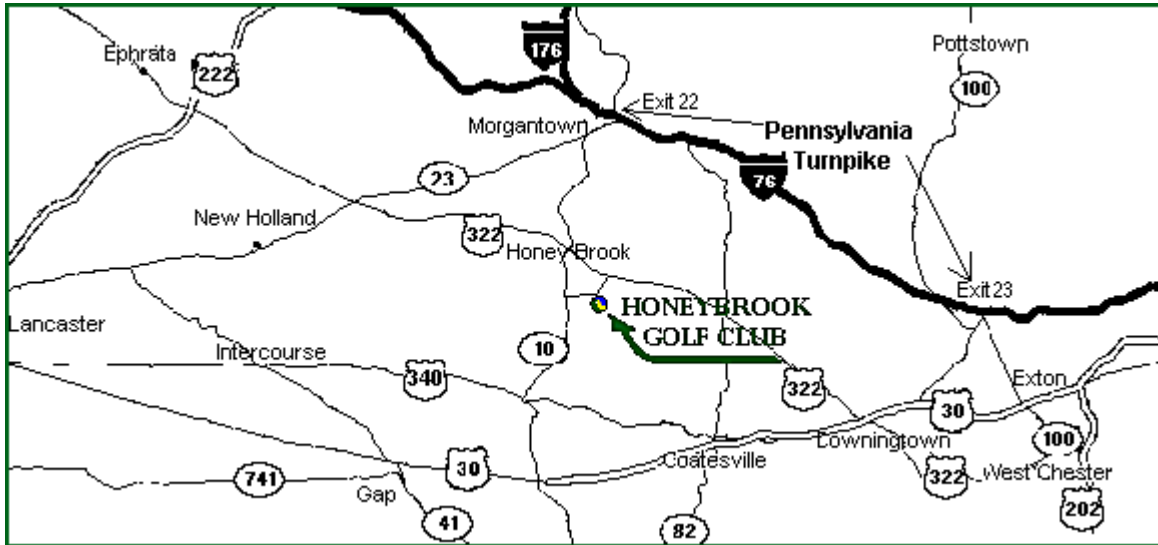 176
Pottstown
Ephrata
222
100
Exit 22
Morgantown
Pennsylvania
Turnpike
23
76
New Holland
322
Honey Brook
Exit23
HONEYBROOK
GOLF CLUB
Lancaster
Intercourse
10
340
322
Exton
30
Lowningtown
100
Coatesville
30
741
Gap
322
West Chester
202
41
82